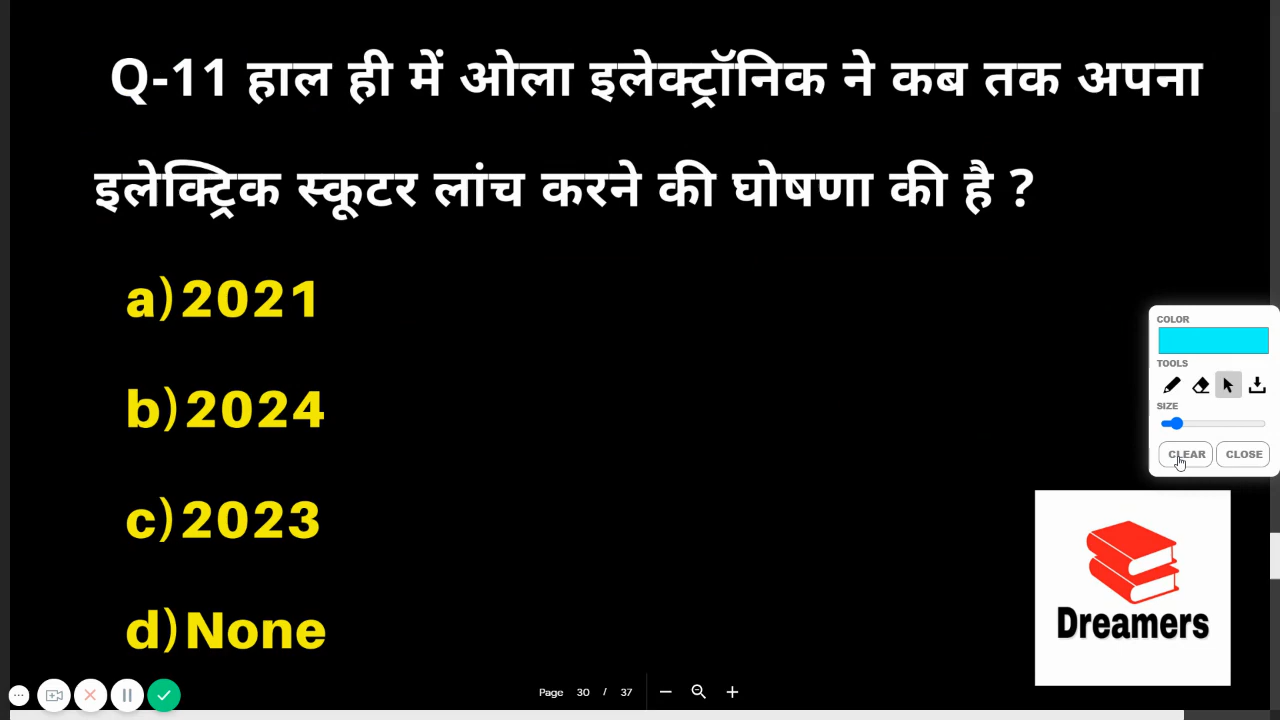 Q-11 हाल ही में ओला इलेक्ट्रॉनिक ने कब तक अपना
इलेक्ट्रिक स्कूटर लांच करने की घोषणा की है ?
a)2021
b)2024
c)2023
d)None
COLOR
TOOLS
SIZE
CLEAR CLOSE
Dreamers
Page 30 / 37